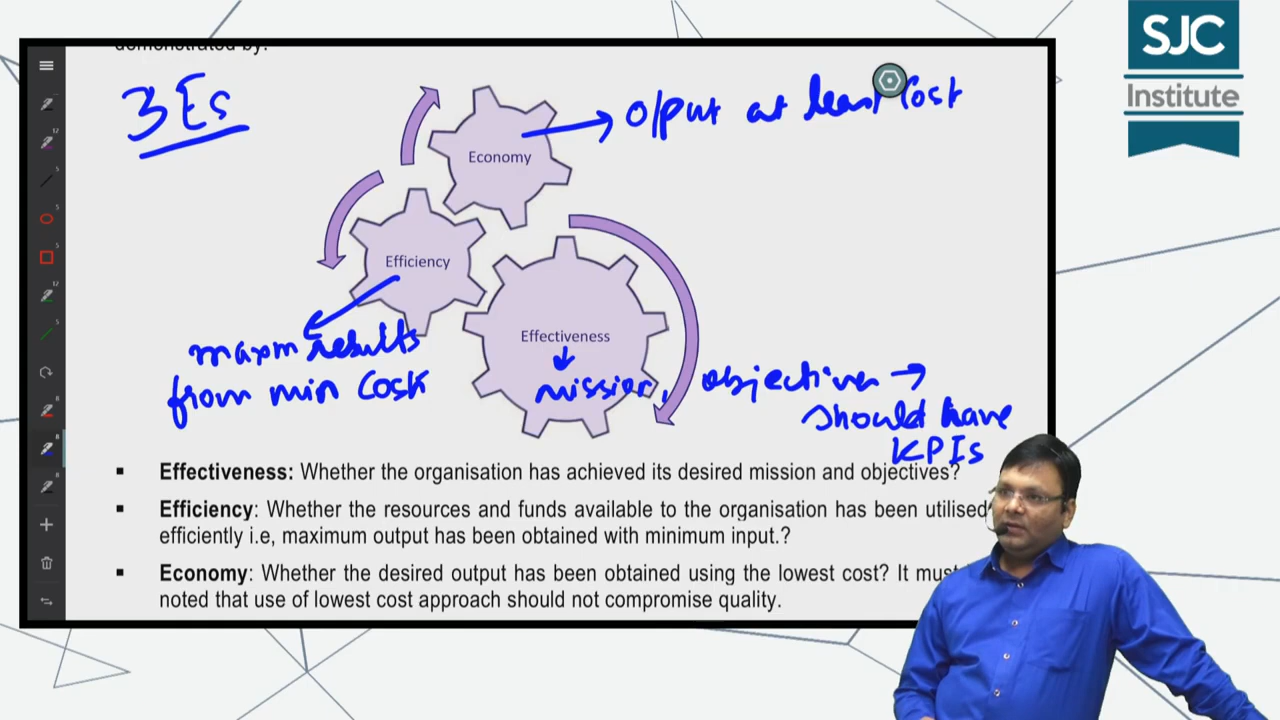 demonstrated by:
SJC
Institute
3 Es
Economy
o/put at least Cost
Efficiency
Effectiveness
maxm results
from min Cost
mission, objectives
should have
KPIs
▪ Effectiveness: Whether the organisation has achieved its desired mission and objectives?
▪ Efficiency: Whether the resources and funds available to the organisation has been utilised
efficiently i.e, maximum output has been obtained with minimum input.?
▪ Economy: Whether the desired output has been obtained using the lowest cost? It must
noted that use of lowest cost approach should not compromise quality.